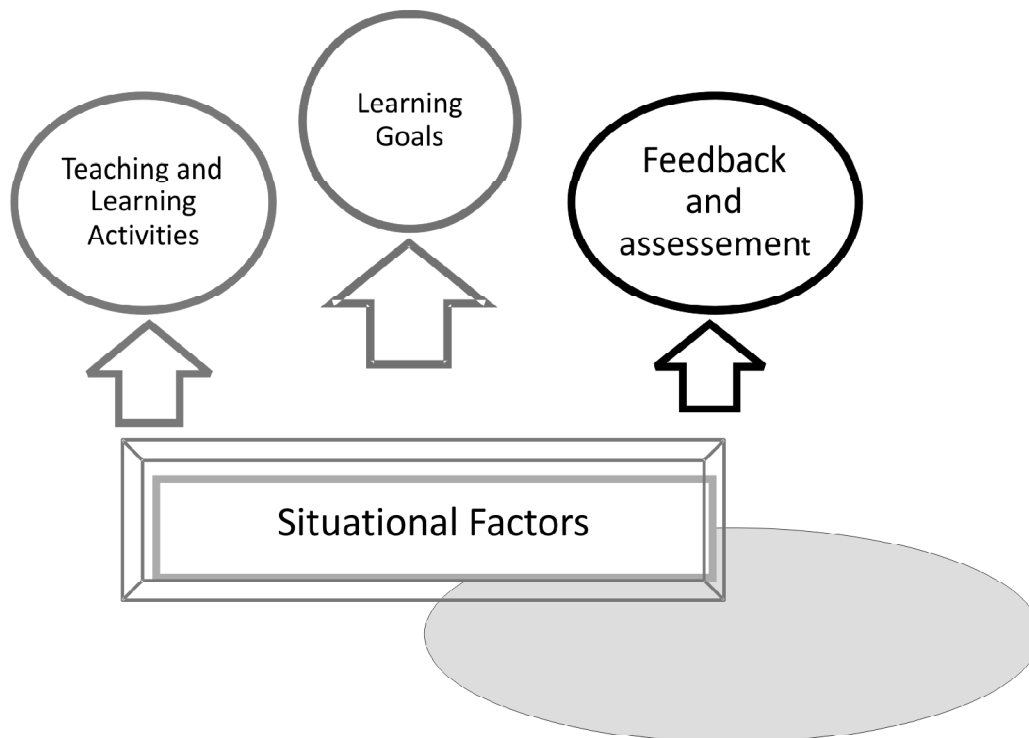 Learning
Goals
Teaching and
Learning
Activities
Feedback
and
assessement
Situational Factors